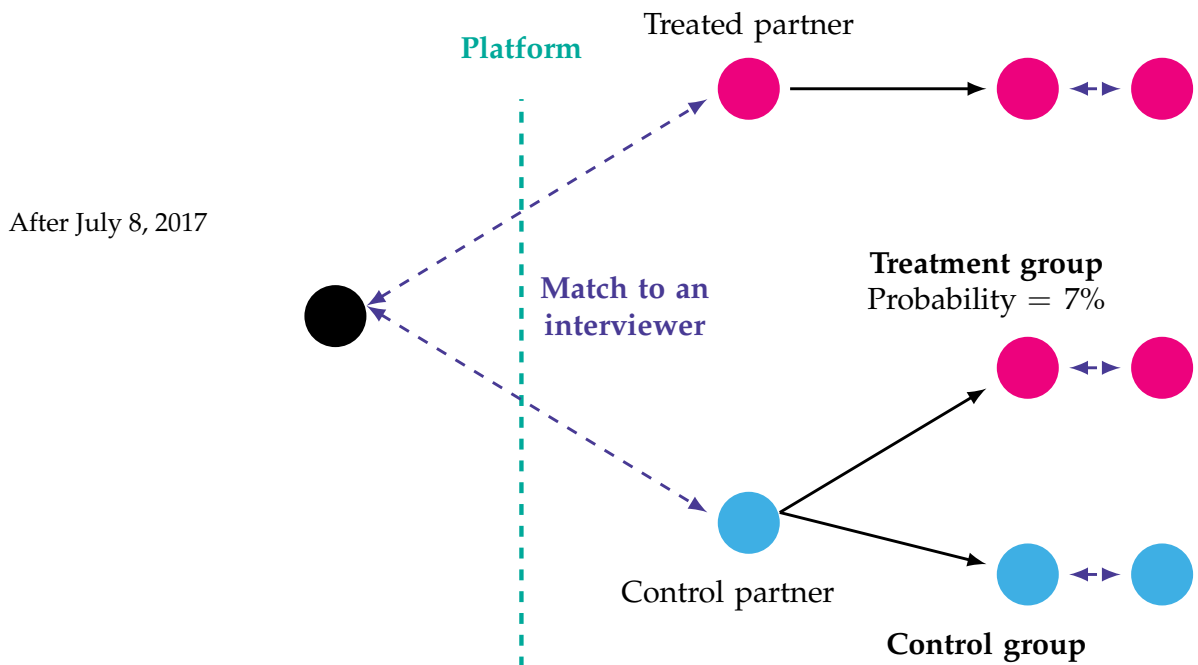 Treated partner
Platform
After July 8, 2017
Treatment group
Probability = 7%
Match to an
interviewer
Control partner
Control group